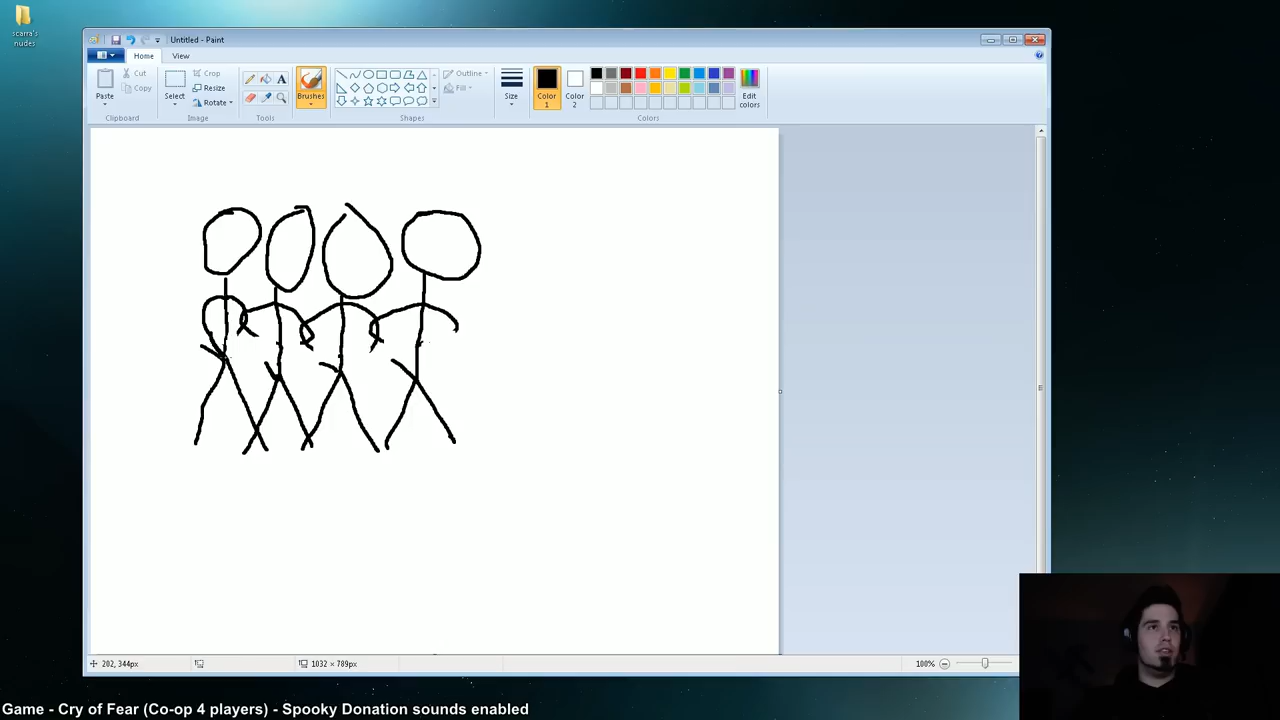 scarra's
nudes
Untitled - Paint
Home
View
Paste
Cut
Copy
Clipboard
Select
Crop
Resize
Rotate
Image
A
Tools
Brushes
Outline
Fill
Shapes
Size
Color
1
Color
2
Edit
colors
Colors
202, 344px
1032 × 789px
100%
Game - Cry of Fear (Co-op 4 players) - Spooky Donation sounds enabled